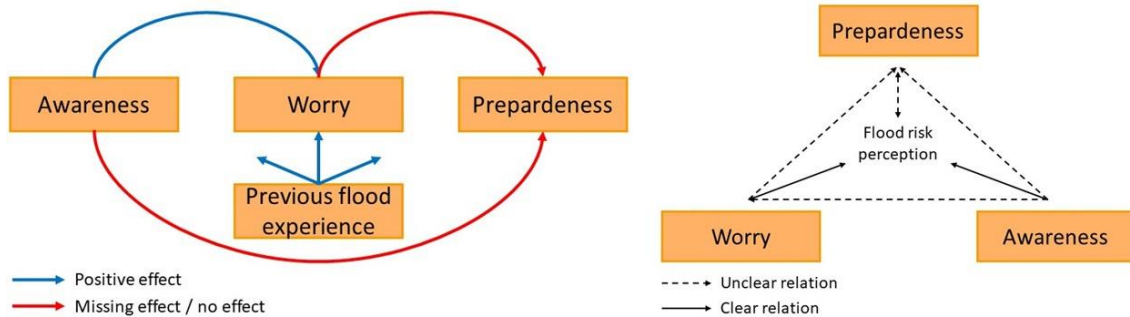 Awareness
Worry
Prepardeness
Previous flood
experience
Positive effect
Missing effect / no effect
Prepardeness
Flood risk
perception
Worry
Awareness
Unclear relation
Clear relation